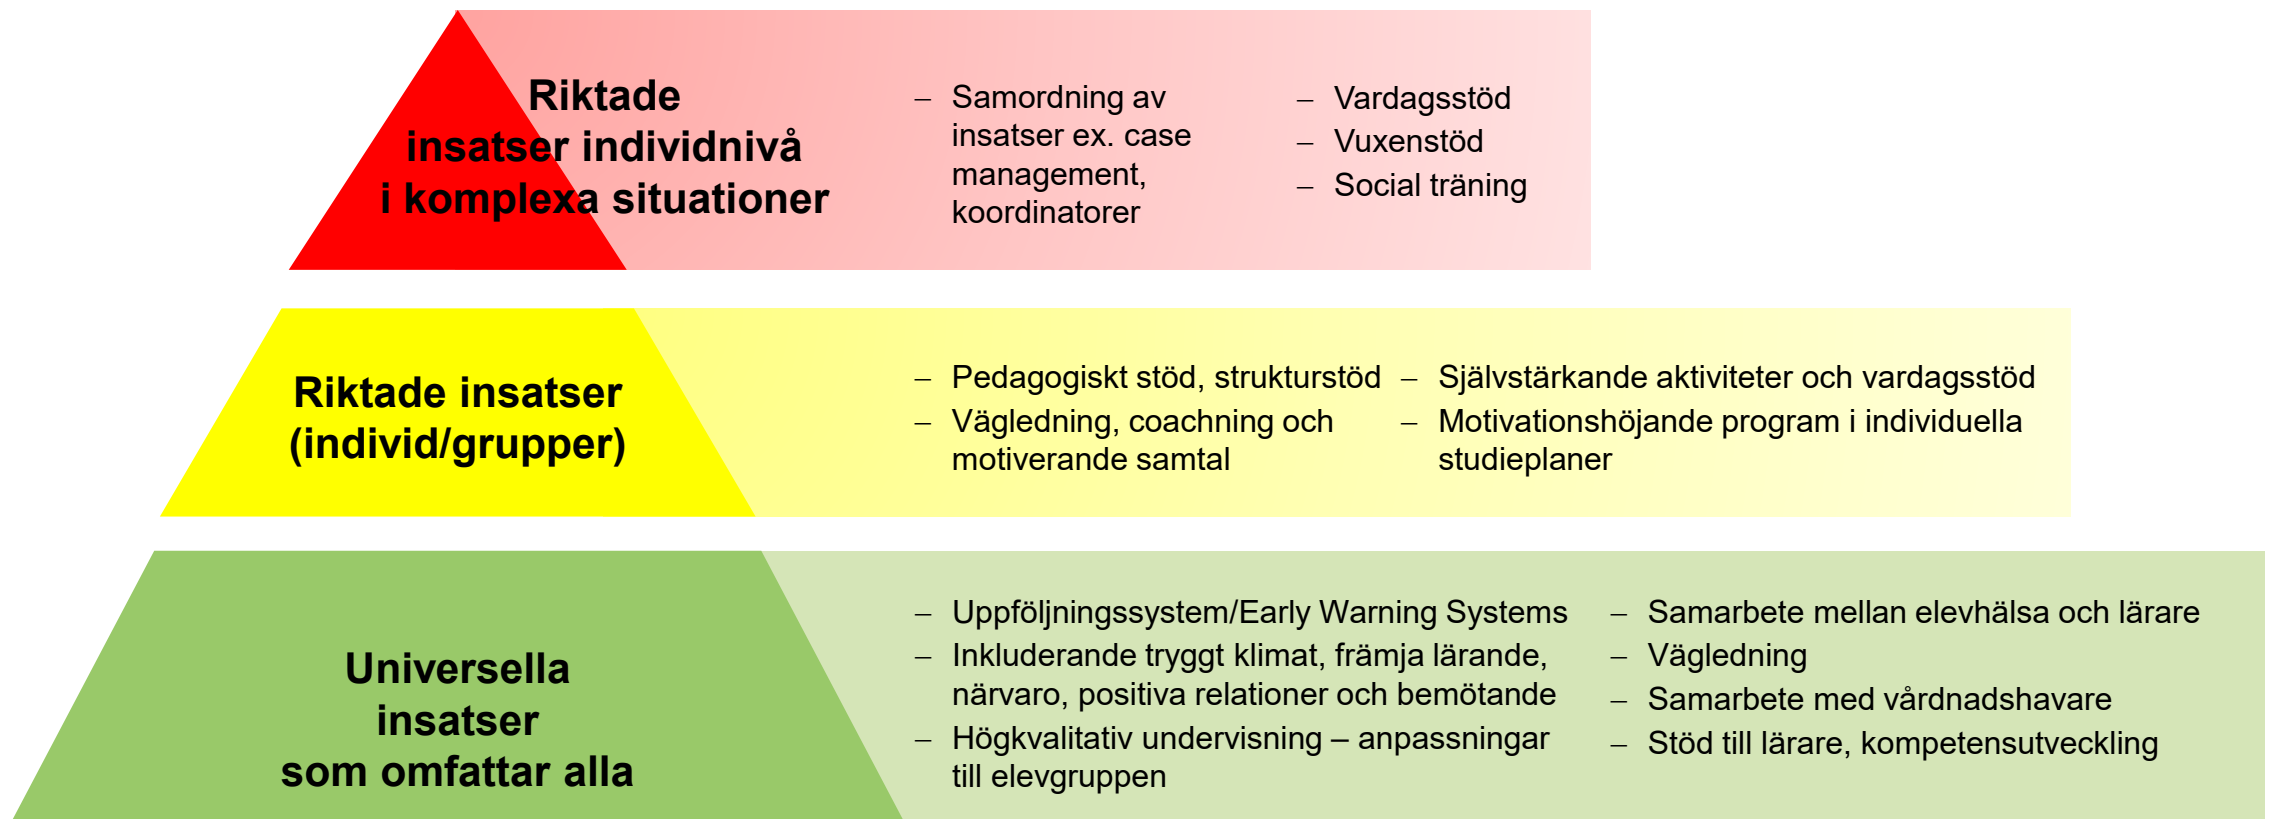 Riktade
insatser individnivå
i komplexa situationer
– Samordning av
insatser ex. case
management,
koordinatorer
– Vardagsstöd
– Vuxenstöd
– Social träning
Riktade insatser
(individ/grupper)
– Pedagogiskt stöd, strukturstöd
– Vägledning, coachning och
motiverande samtal
– Självstärkande aktiviteter och vardagsstöd
– Motivationshöjande program i individuella
studieplaner
Universella
insatser
som omfattar alla
– Uppföljningssystem/Early Warning Systems
– Inkluderande tryggt klimat, främja lärande,
närvaro, positiva relationer och bemötande
– Högkvalitativ undervisning – anpassningar
till elevgruppen
– Samarbete mellan elevhälsa och lärare
– Vägledning
– Samarbete med vårdnadshavare
– Stöd till lärare, kompetensutveckling